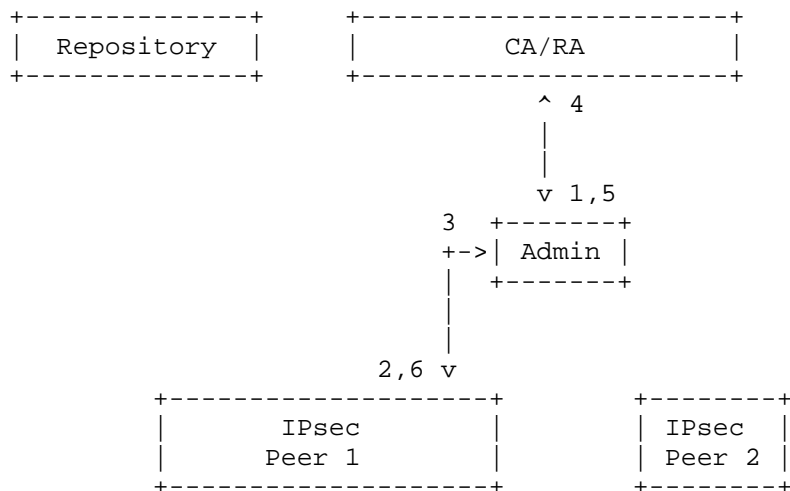 Repository CA/RA
^ 4
v 1,5
3
+-> Admin
2,6 v
IPsec IPsec
Peer 1 Peer 2